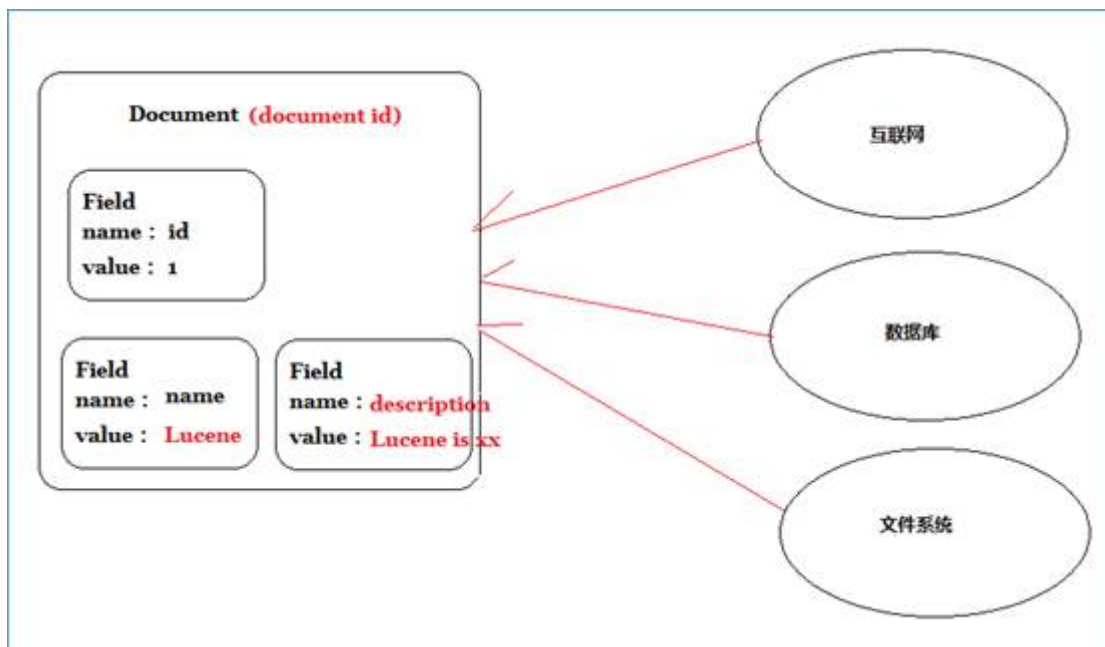 Document (document id)
Field
name : id
value : 1
Field
name : name
value : Lucene
Field
name : description
value : Lucene is xx
互联网
数据库
文件系统